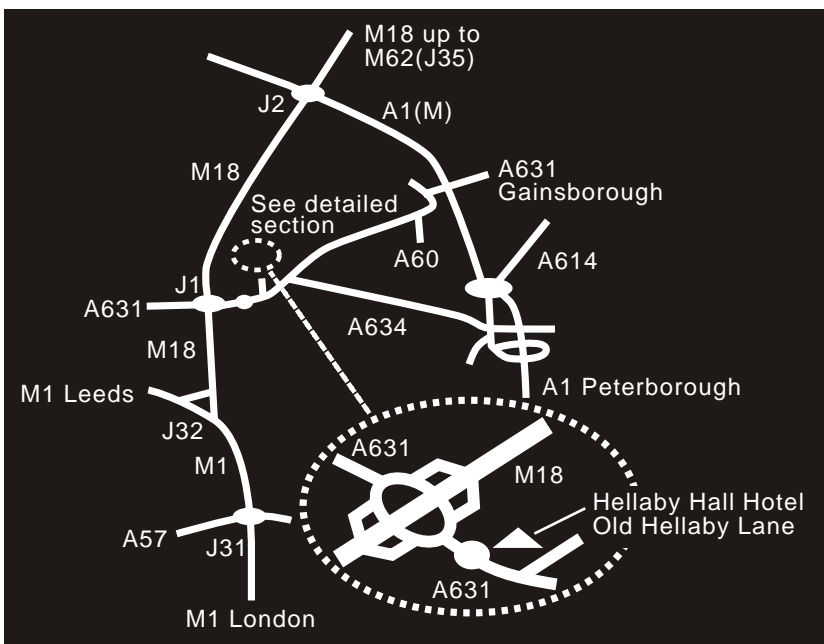 M18 up to
M62(J35)
J2
A1(M)
M18
A631
Gainsborough
See detailed
section
A60
A614
J1
A631
A634
M18
M1 Leeds
A1 Peterborough
J32
A631
M1
M18
Hellaby Hall Hotel
Old Hellaby Lane
A57
J31
A631
M1 London